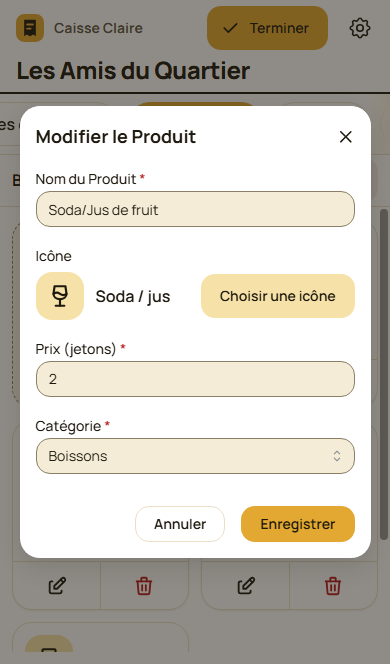 Caisse Claire
Terminer
Les Amis du Quartier
Modifier le Produit
Nom du Produit *
Soda/Jus de fruit
Icône
Soda / jus
Choisir une icône
Prix (jetons) *
2
Catégorie *
Boissons
Annuler
Enregistrer